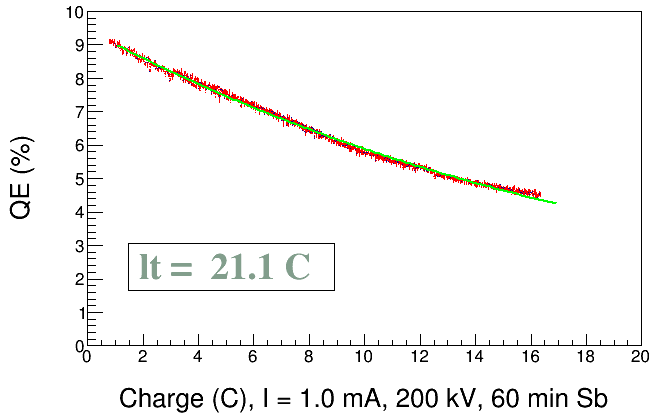 10
9
8
7
6
5
4
3
2
1
0
QE (%)
lt = 21.1 C
0 2 4 6 8 10 12 14 16 18 20
Charge (C), I = 1.0 mA, 200 kV, 60 min Sb